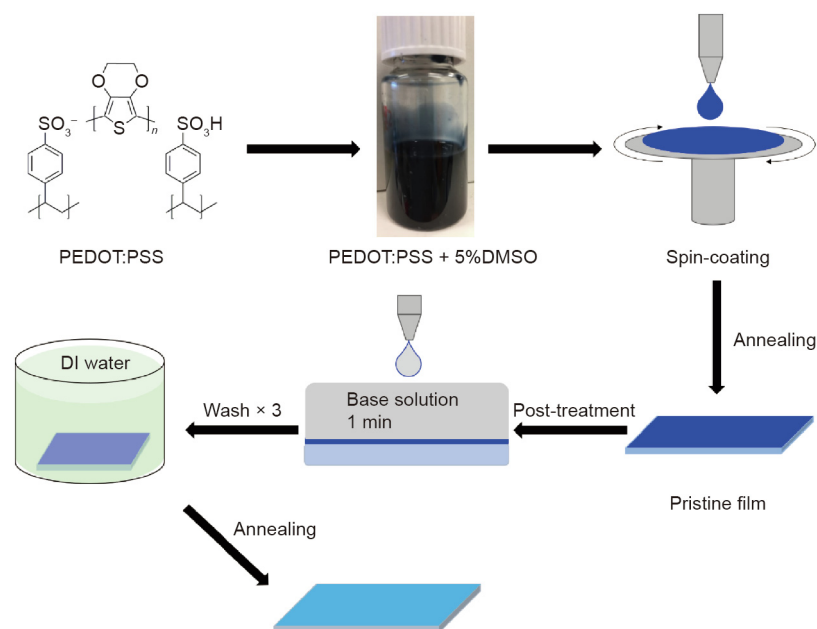 O O
SO3– S n SO3H
n n
PEDOT:PSS
PEDOT:PSS + 5%DMSO
Spin-coating
Annealing
DI water
Wash × 3
Base solution
1 min
Post-treatment
Pristine film
Annealing